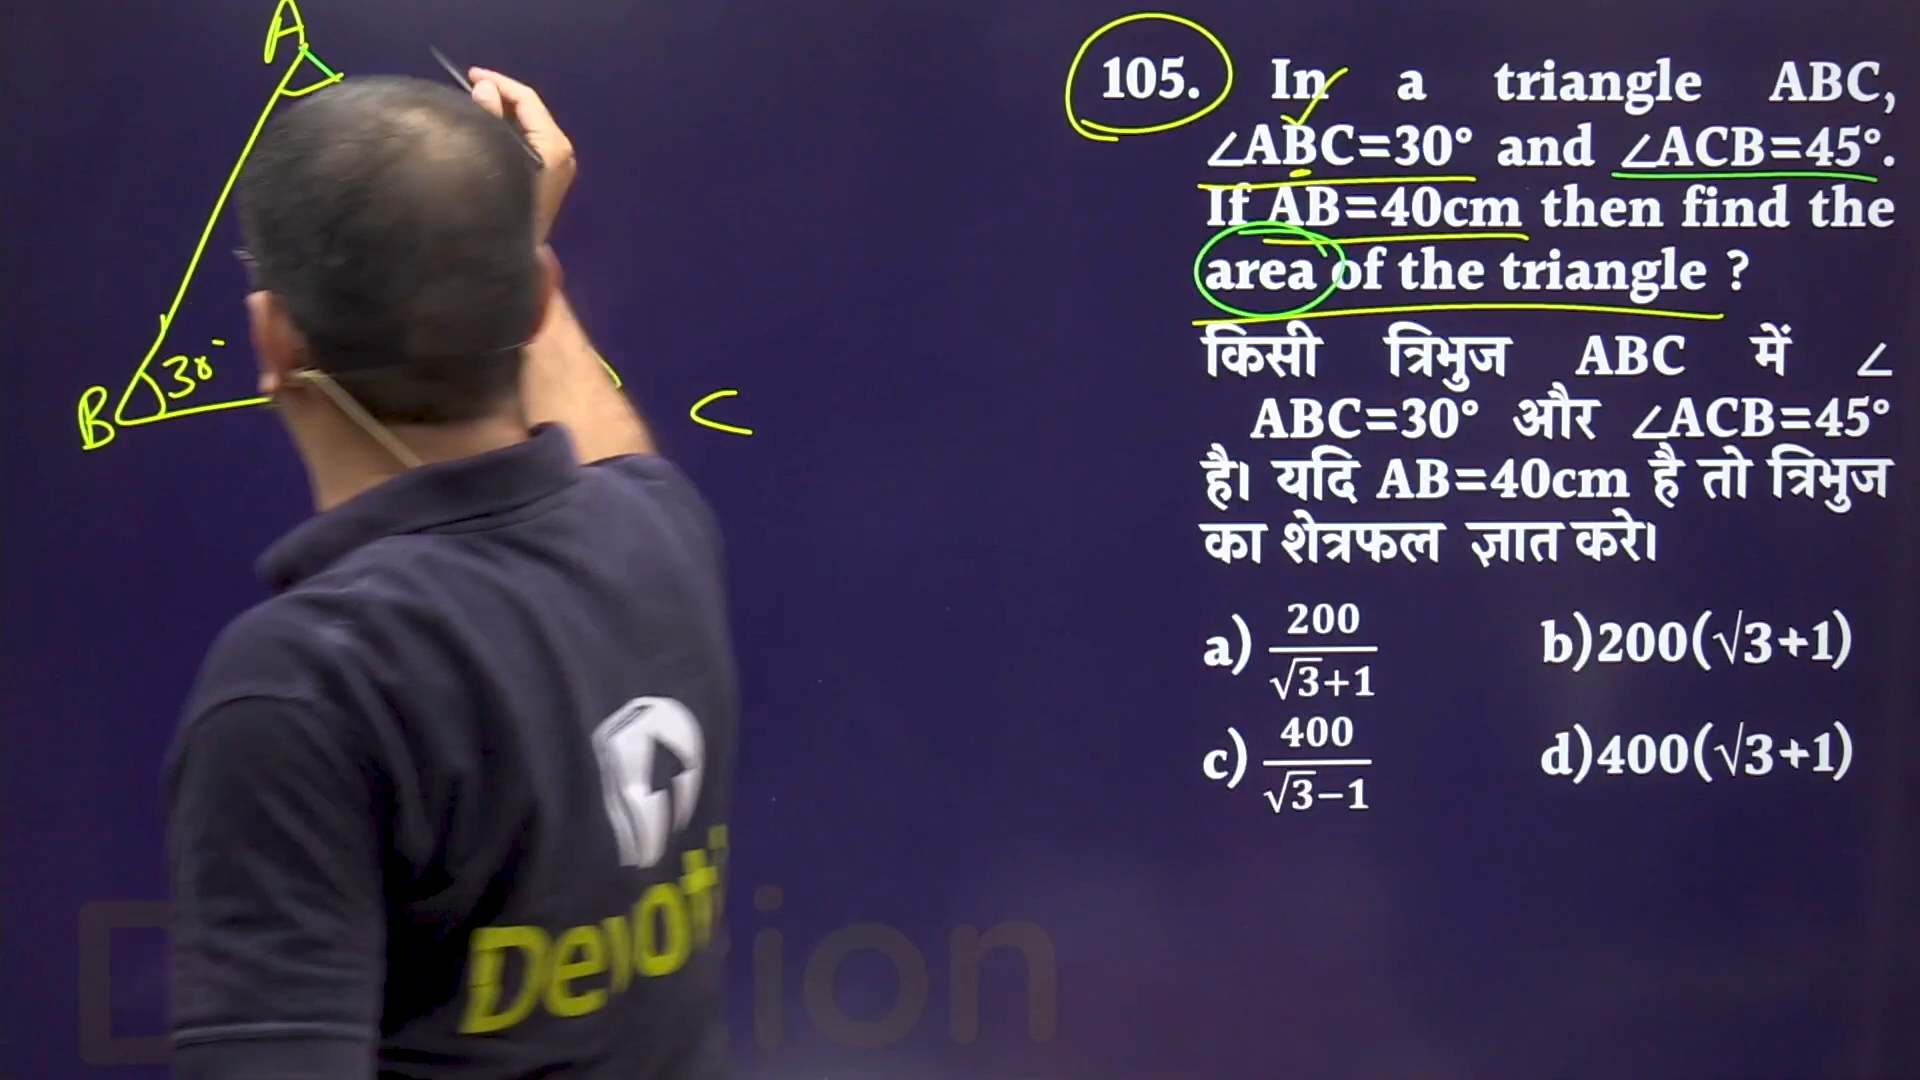 A
B
30°
C
105. In a triangle ABC,
∠ABC=30° and ∠ACB=45°.
If AB=40cm then find the
area of the triangle ?
किसी त्रिभुज ABC में ∠
ABC=30° और ∠ACB=45°
है। यदि AB=40cm है तो त्रिभुज
का शेत्रफल ज्ञात करे।
a) 200/√3+1 b)200(√3+1)
c) 400/√3−1 d)400(√3+1)
Devoti